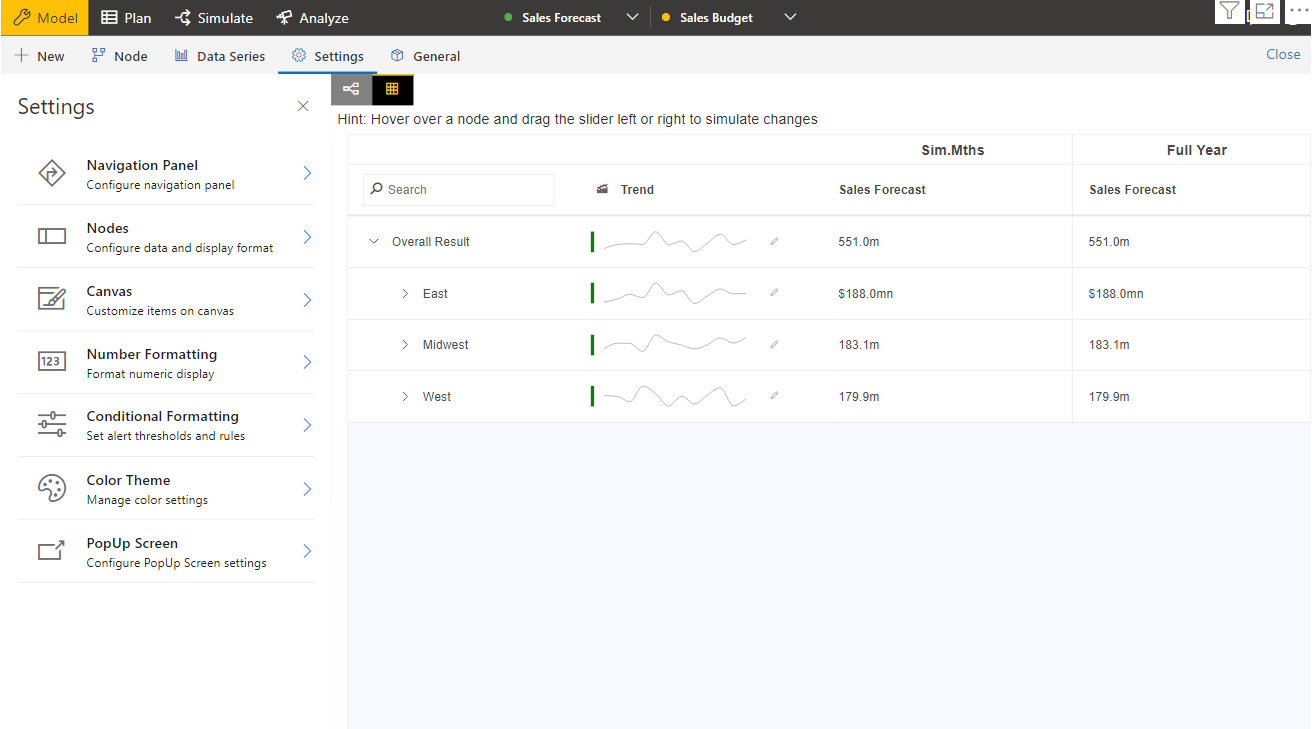 Model Plan Simulate Analyze Sales Forecast Sales Budget
New Node Data Series Settings General Close
Settings
Navigation Panel
Configure navigation panel
Nodes
Configure data and display format
Canvas
Customize items on canvas
123
Number Formatting
Format numeric display
Conditional Formatting
Set alert thresholds and rules
Color Theme
Manage color settings
PopUp Screen
Configure PopUp Screen settings
Hint: Hover over a node and drag the slider left or right to simulate changes
Sim.Mths Full Year
Search Trend Sales Forecast Sales Forecast
Overall Result 551.0m 551.0m
East $188.0mn $188.0mn
Midwest 183.1m 183.1m
West 179.9m 179.9m